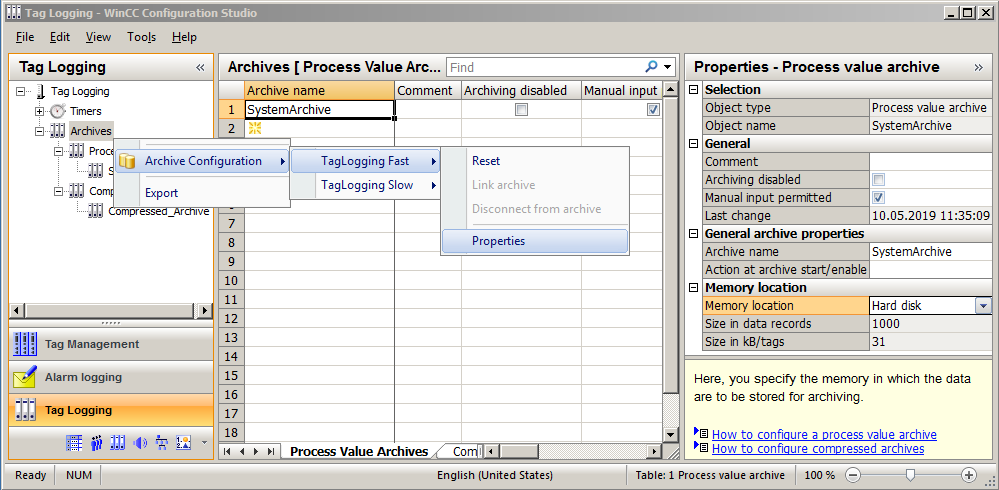 Tag Logging - WinCC Configuration Studio
File Edit View Tools Help
Tag Logging «
Tag Logging
Timers
Archives
Proce
S
Com
Compressed_Archive
Archive Configuration
Export
TagLogging Fast
TagLogging Slow
Reset
Link archive
Disconnect from archive
Properties
Tag Management
Alarm logging
Tag Logging
Archives [ Process Value Arc... Find
Archive name Comment Archiving disabled Manual input
1 SystemArchive
2
7
8
9
10
11
12
13
14
15
16
17
18
Process Value Archives Com
Properties - Process value archive »
Selection
Object type Process value archive
Object name SystemArchive
General
Comment
Archiving disabled
Manual input permitted
Last change 10.05.2019 11:35:09
General archive properties
Archive name SystemArchive
Action at archive start/enable
Memory location
Memory location Hard disk
Size in data records 1000
Size in kB/tags 31
Here, you specify the memory in which the data
are to be stored for archiving.
How to configure a process value archive
How to configure compressed archives
Ready NUM English (United States) Table: 1 Process value archive 100 %